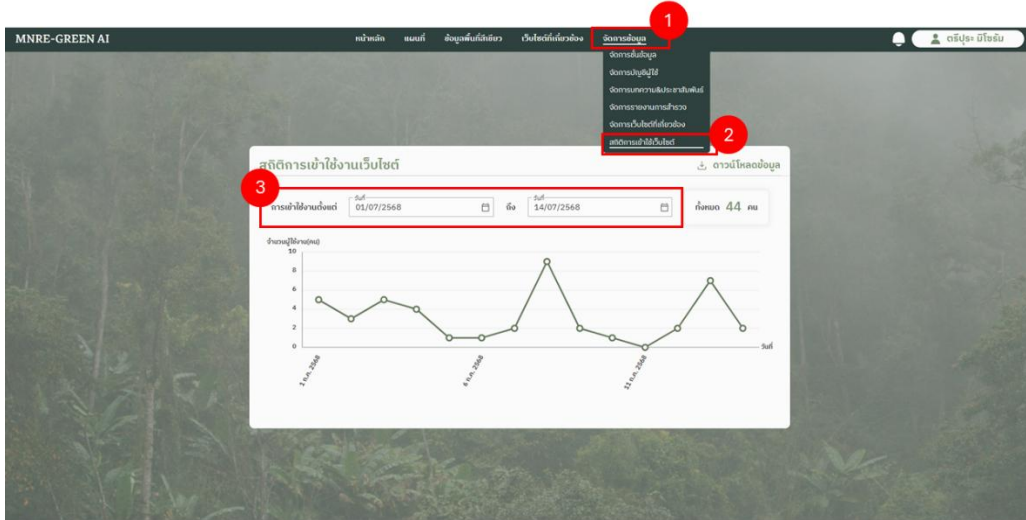 1
MNRE-GREEN AI หน้าหลัก แผนที่ ข้อมูลพื้นที่สีเขียว เว็บไซต์ที่เกี่ยวข้อง จัดการข้อมูล ตรีประ มีโชรัม
จัดการชั้นข้อมูล
จัดการบัญชีผู้ใช้
จัดการบทความ&ประชาสัมพันธ์
จัดการรายงานการสำรวจ
จัดการเว็บไซต์ที่เกี่ยวข้อง
2
สถิติการเข้าใช้เว็บไซต์
สถิติการเข้าใช้งานเว็บไซต์ ดาวน์โหลดข้อมูล
3
วันที่ วันที่
การเข้าใช้งานตั้งแต่ 01/07/2568 ถึง 14/07/2568 ทั้งหมด 44 คน
จำนวนผู้ใช้งาน(คน)
10
8
6
4
2
0 วันที่
1 ก.ค. 2568 6 ก.ค. 2568 11 ก.ค. 2568